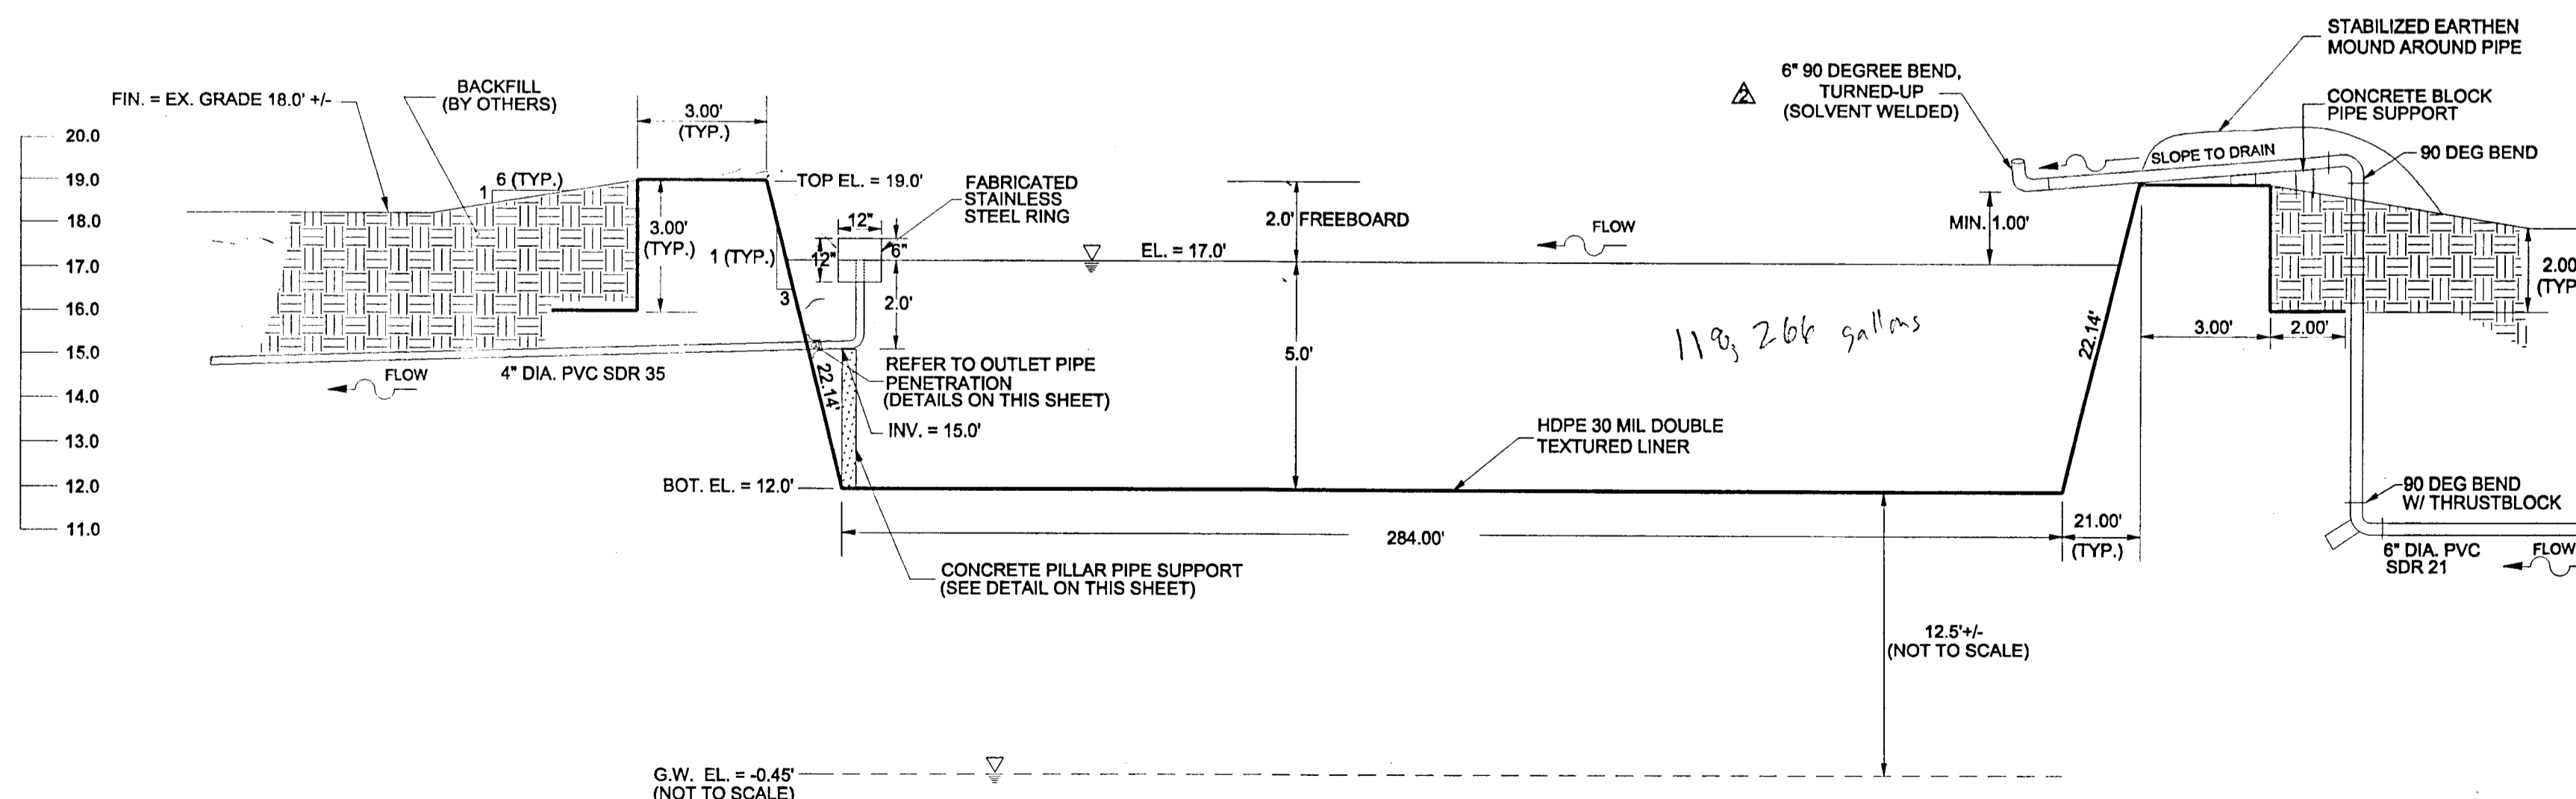 STABILIZED EARTHEN
MOUND AROUND PIPE
6" 90 DEGREE BEND,
TURNED-UP
(SOLVENT WELDED)
2
CONCRETE BLOCK
PIPE SUPPORT
90 DEG BEND
SLOPE TO DRAIN
FIN. = EX. GRADE 18.0' +/-
BACKFILL
(BY OTHERS)
3.00'
(TYP.)
20.0
19.0
18.0
17.0
16.0
15.0
14.0
13.0
12.0
11.0
6 (TYP.)
1
TOP EL. = 19.0'
3.00'
(TYP.)
1 (TYP.)
3
FABRICATED
STAINLESS
STEEL RING
12"
6"
12"
2.0'
2.0' FREEBOARD
EL. = 17.0'
FLOW
MIN. 1.00'
2.00
(TYP
5.0'
118,266 gallons
22.14'
3.00'
2.00'
FLOW
4" DIA. PVC SDR 35
22.14'
REFER TO OUTLET PIPE
PENETRATION
(DETAILS ON THIS SHEET)
INV. = 15.0'
HDPE 30 MIL DOUBLE
TEXTURED LINER
BOT. EL. = 12.0'
90 DEG BEND
W/ THRUSTBLOCK
284.00'
21.00'
(TYP.)
6" DIA. PVC
SDR 21
FLOW
CONCRETE PILLAR PIPE SUPPORT
(SEE DETAIL ON THIS SHEET)
12.5'+/-
(NOT TO SCALE)
G.W. EL. = -0.45'
(NOT TO SCALE)